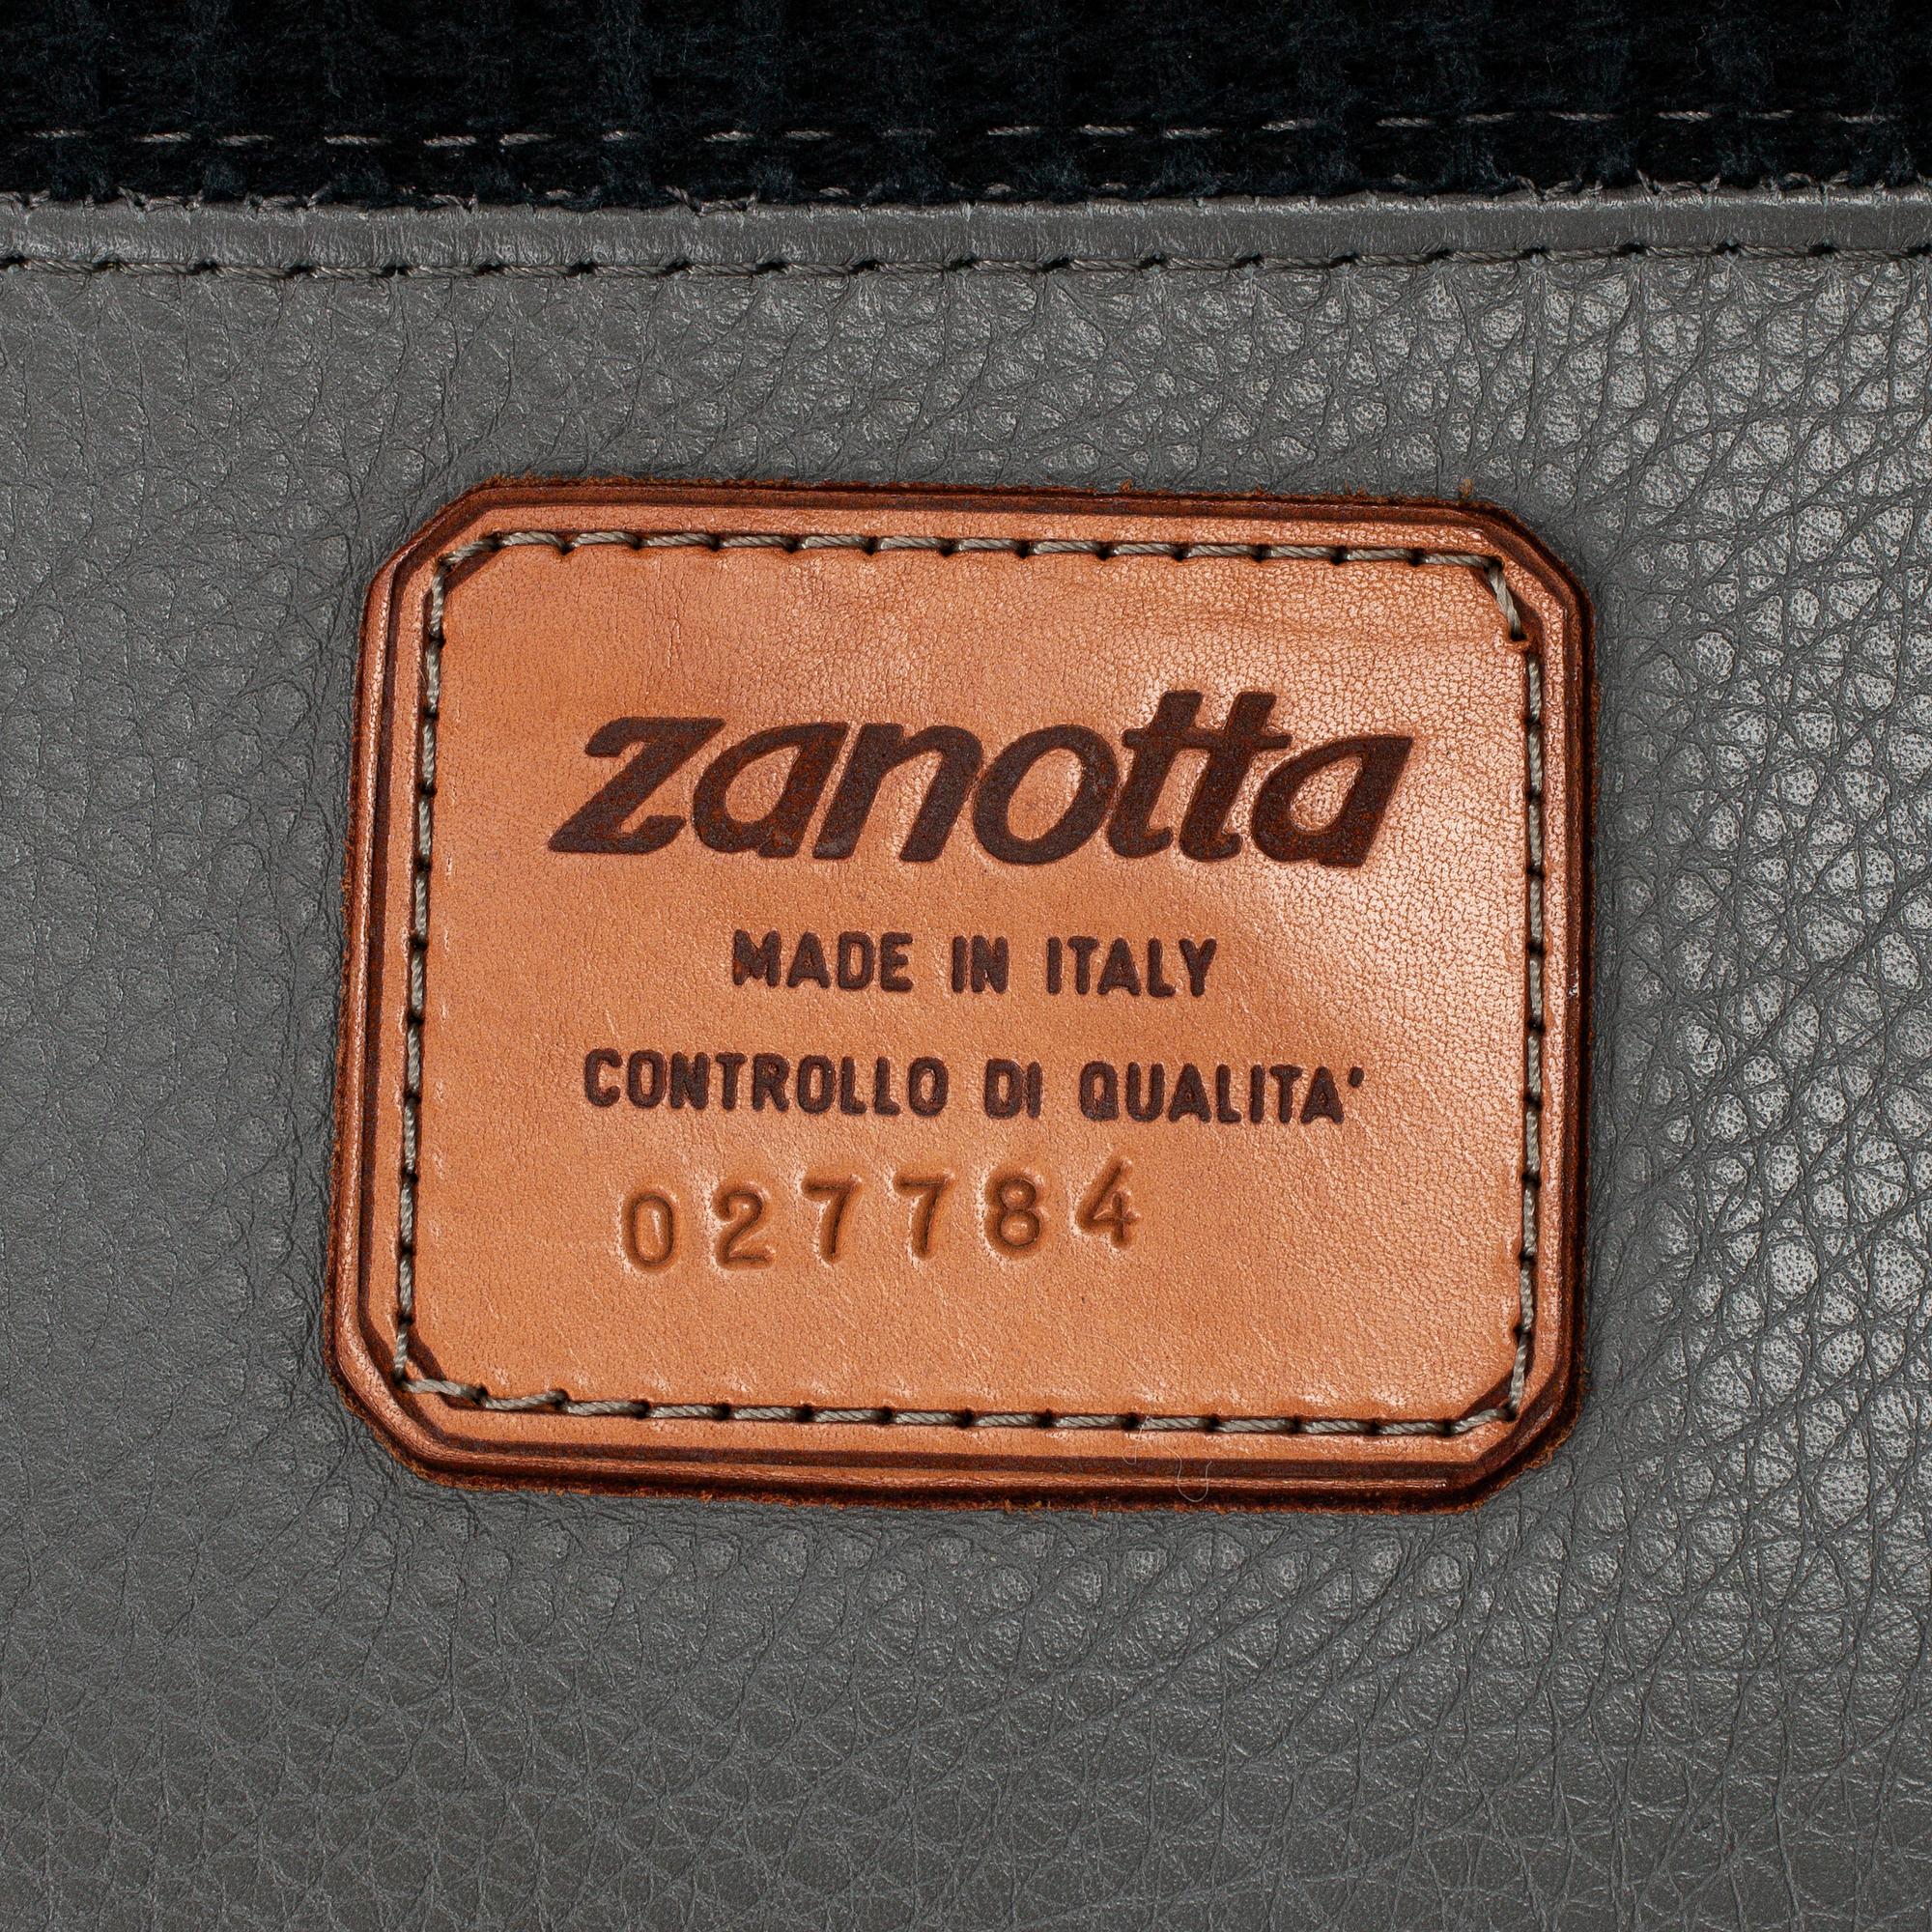 zanotta
MADE IN ITALY
CONTROLLO DI QUALITA'
027784